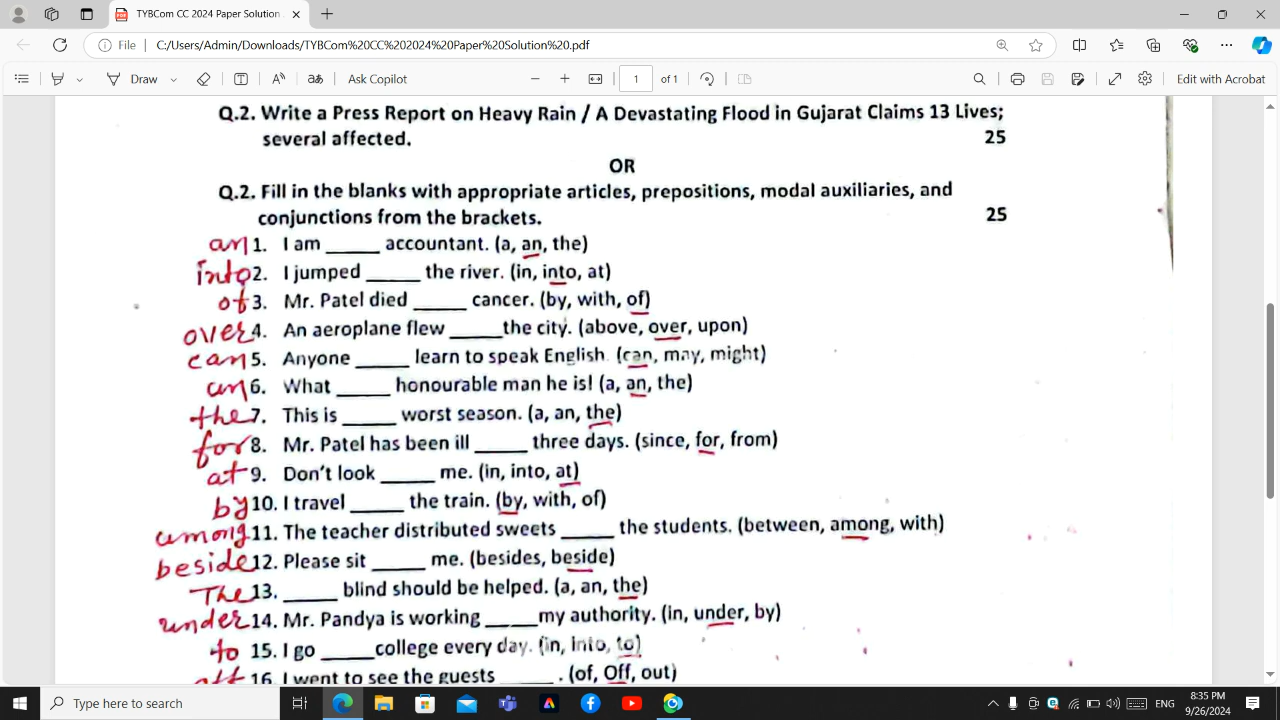 TYBCom CC 2024 Paper Solution .
File C:/Users/Admin/Downloads/TYBCom%20CC%202024%20Paper%20Solution%20.pdf
Draw Ask Copilot 1 of 1 Edit with Acrobat
Q.2. Write a Press Report on Heavy Rain / A Devastating Flood in Gujarat Claims 13 Lives;
several affected. 25
OR
Q.2. Fill in the blanks with appropriate articles, prepositions, modal auxiliaries, and
conjunctions from the brackets. 25
an 1. I am _____ accountant. (a, an, the)
into 2. I jumped _____ the river. (in, into, at)
of 3. Mr. Patel died _____ cancer. (by, with, of)
over 4. An aeroplane flew _____the city. (above, over, upon)
can 5. Anyone _____ learn to speak English. (can, may, might)
an 6. What _____ honourable man he is! (a, an, the)
the 7. This is _____ worst season. (a, an, the)
for 8. Mr. Patel has been ill _____ three days. (since, for, from)
at 9. Don't look _____ me. (in, into, at)
by 10. I travel _____ the train. (by, with, of)
among 11. The teacher distributed sweets _____ the students. (between, among, with)
beside 12. Please sit _____ me. (besides, beside)
The 13. _____ blind should be helped. (a, an, the)
under 14. Mr. Pandya is working _____my authority. (in, under, by)
to 15. I go _____college every day. (in, into, to)
off 16. I went to see the guests _____ . (of, Off, out)
Type here to search ENG 8:35 PM
9/26/2024